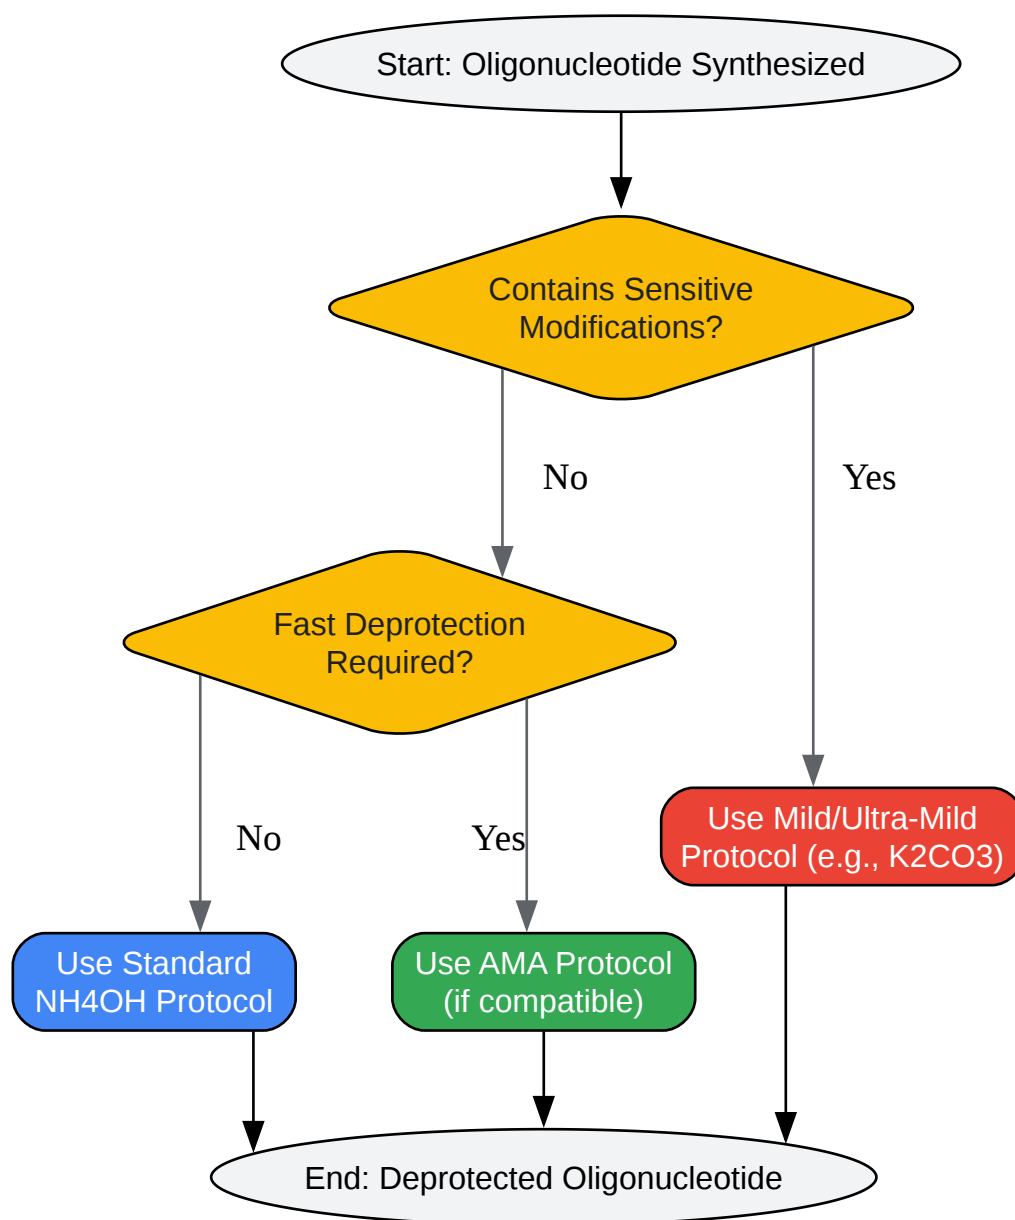 Start: Oligonucleotide Synthesized
Contains Sensitive
Modifications?
No
Yes
Fast Deprotection
Required?
No
Yes
Use Mild/Ultra-Mild
Protocol (e.g., K2CO3)
Use Standard
NH4OH Protocol
Use AMA Protocol
(if compatible)
End: Deprotected Oligonucleotide